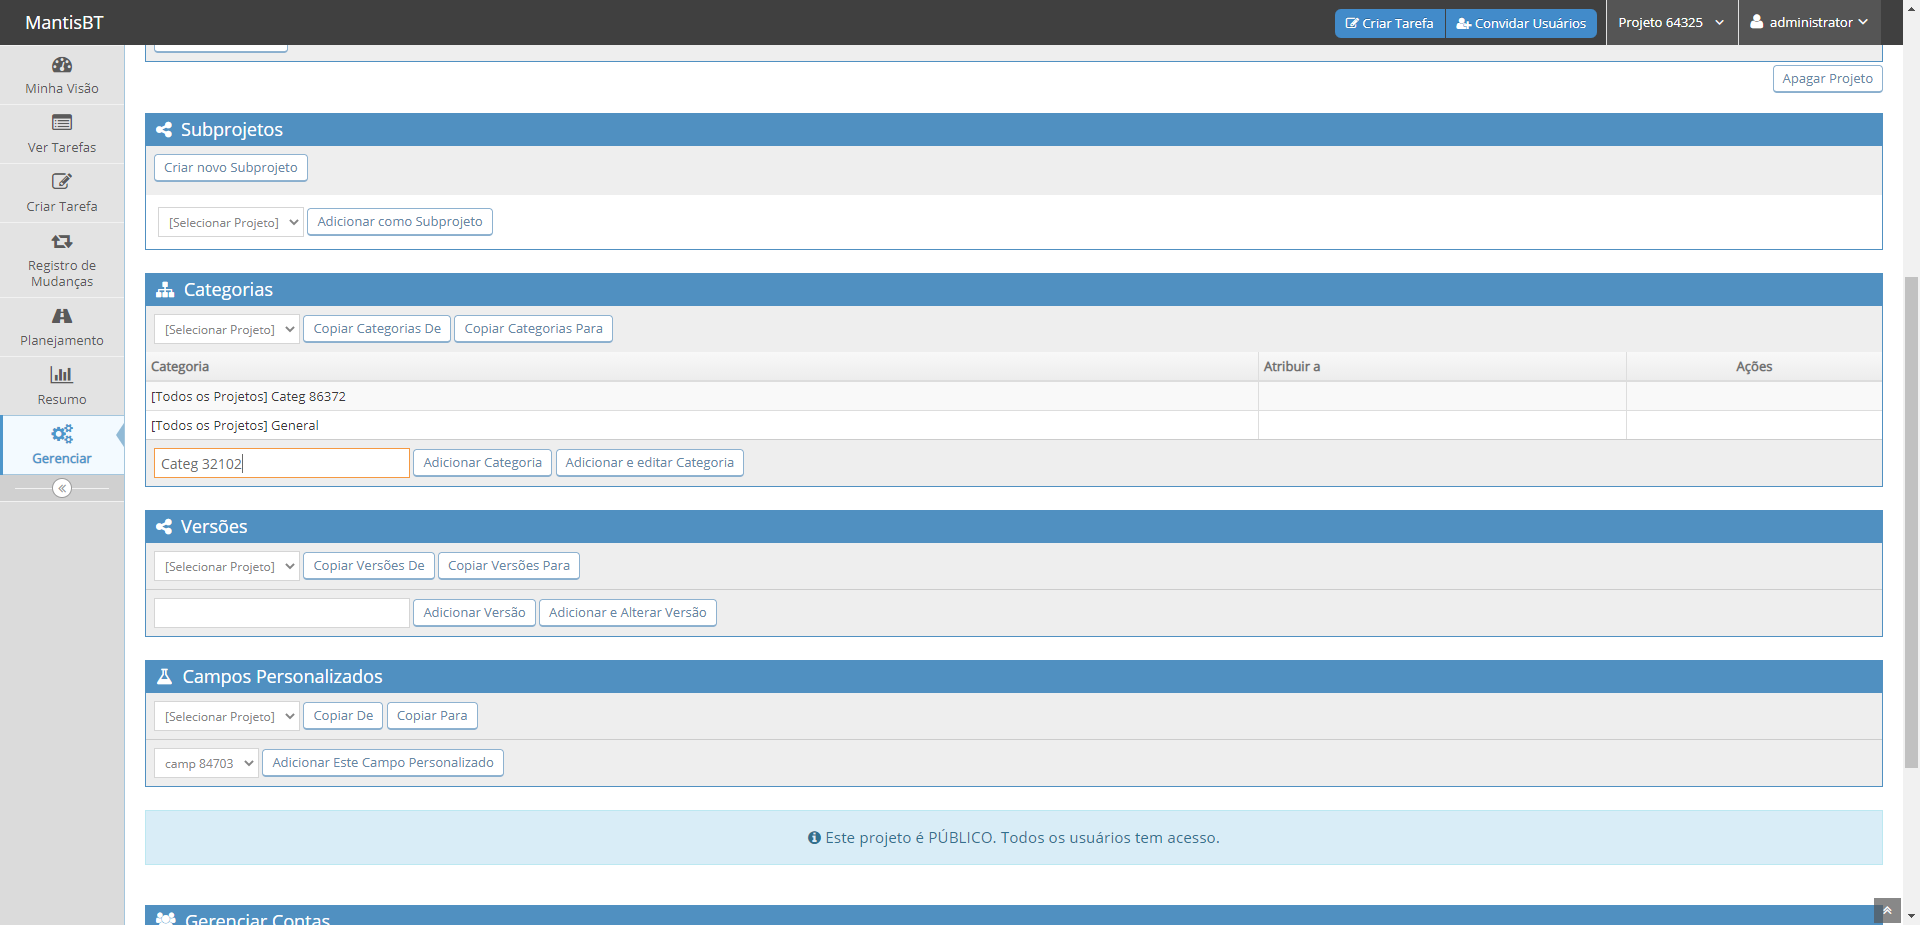 MantisBT
Criar Tarefa
Convidar Usuários
Projeto 64325
administrator
Minha Visão
Ver Tarefas
Criar Tarefa
Registro de
Mudanças
Planejamento
Resumo
Gerenciar
Apagar Projeto
Subprojetos
Criar novo Subprojeto
[Selecionar Projeto] Adicionar como Subprojeto
Categorias
[Selecionar Projeto] Copiar Categorias De Copiar Categorias Para
Categoria Atribuir a Ações
[Todos os Projetos] Categ 86372
[Todos os Projetos] General
Categ 32102 Adicionar Categoria Adicionar e editar Categoria
Versões
[Selecionar Projeto] Copiar Versões De Copiar Versões Para
Adicionar Versão Adicionar e Alterar Versão
Campos Personalizados
[Selecionar Projeto] Copiar De Copiar Para
camp 84703 Adicionar Este Campo Personalizado
Este projeto é PÚBLICO. Todos os usuários tem acesso.
Gerenciar Contas